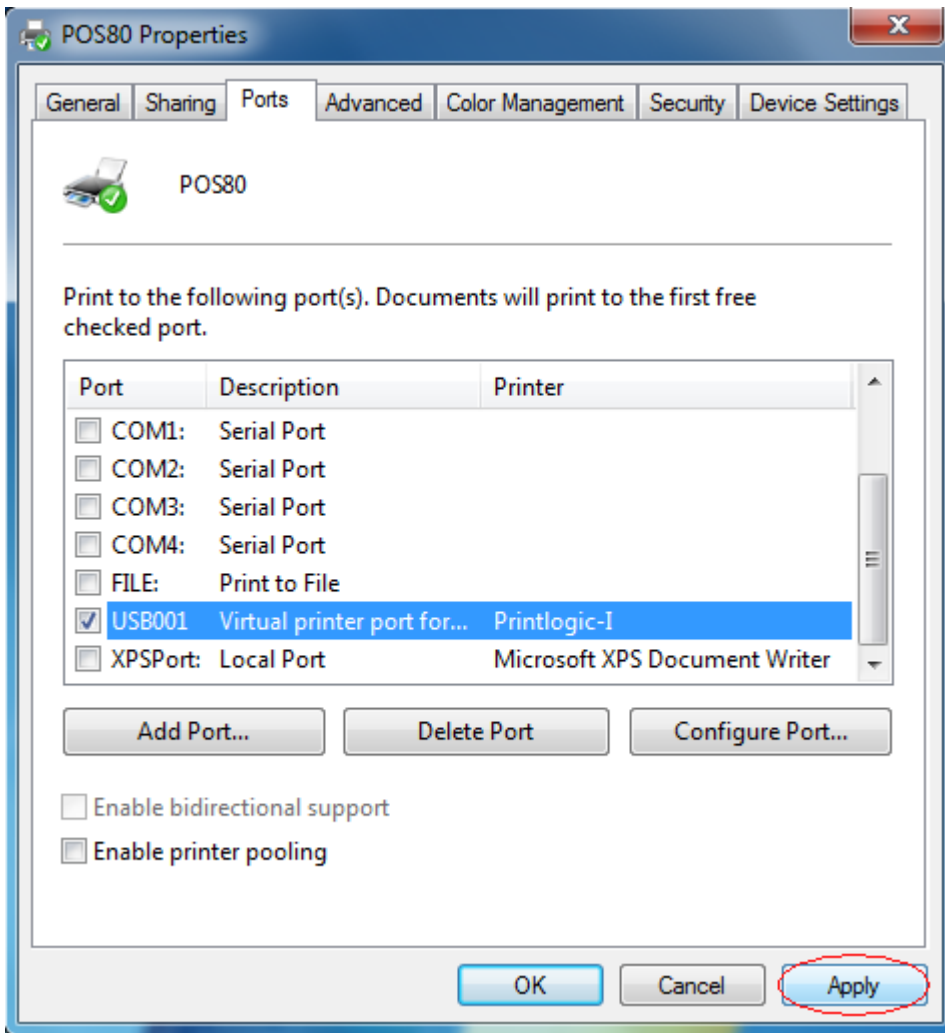 POS80 Properties
X
General Sharing Ports Advanced Color Management Security Device Settings
POS80
Print to the following port(s). Documents will print to the first free
checked port.
Port Description Printer
COM1: Serial Port
COM2: Serial Port
COM3: Serial Port
COM4: Serial Port
FILE: Print to File
USB001 Virtual printer port for... Printlogic-I
XPSPort: Local Port Microsoft XPS Document Writer
Add Port... Delete Port Configure Port...
Enable bidirectional support
Enable printer pooling
OK Cancel Apply